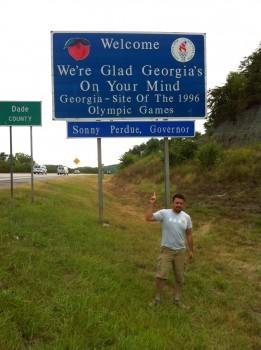 Welcome
We're Glad Georgia's
On Your Mind
Georgia - Site Of The 1996
Olympic Games
Sonny Perdue, Governor
Dade
COUNTY